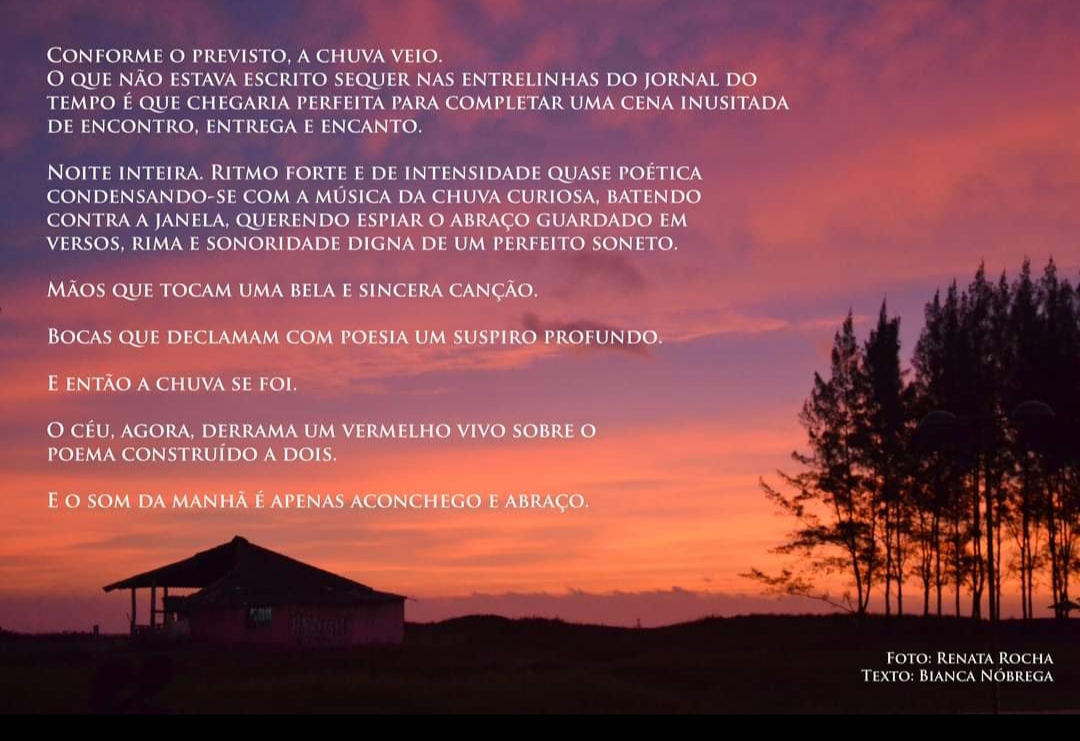 Conforme o previsto, a chuva veio.
O que não estava escrito sequer nas entrelinhas do jornal do
tempo é que chegaria perfeita para completar uma cena inusitada
de encontro, entrega e encanto.
Noite inteira. Ritmo forte e de intensidade quase poética
condensando-se com a música da chuva curiosa, batendo
contra a janela, querendo espiar o abraço guardado em
versos, rima e sonoridade digna de um perfeito soneto.
Mãos que tocam uma bela e sincera canção.
Bocas que declamam com poesia um suspiro profundo.
E então a chuva se foi.
O céu, agora, derrama um vermelho vivo sobre o
poema construído a dois.
E o som da manhã é apenas aconchego e abraço.
Foto: Renata Rocha
Texto: Bianca Nóbrega